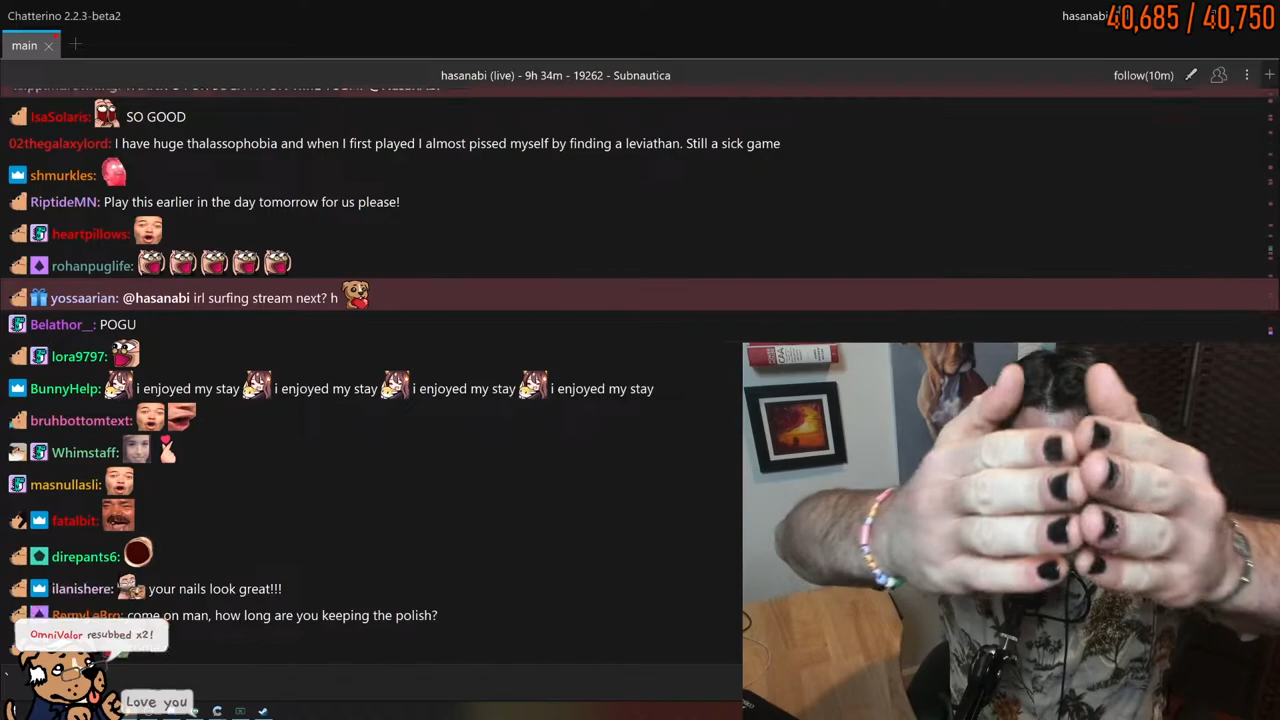 Chatterino 2.2.3-beta2
hasanabi
40,685 / 40,750
main
hasanabi (live) - 9h 34m - 19262 - Subnautica
follow(10m)
IsaSolaris: SO GOOD
02thegalaxylord: I have huge thalassophobia and when I first played I almost pissed myself by finding a leviathan. Still a sick game
shmurkles:
RiptideMN: Play this earlier in the day tomorrow for us please!
heartpillows:
rohanpuglife:
yossaarian: @hasanabi irl surfing stream next? h
Belathor__: POGU
lora9797:
BunnyHelp: i enjoyed my stay i enjoyed my stay i enjoyed my stay i enjoyed my stay
bruhbottomtext:
Whimstaff:
masnullasli:
fatalbit:
direpants6:
ilanishere: your nails look great!!!
RemyLeBro: come on man, how long are you keeping the polish?
OmniValor resubbed x2!
Love you